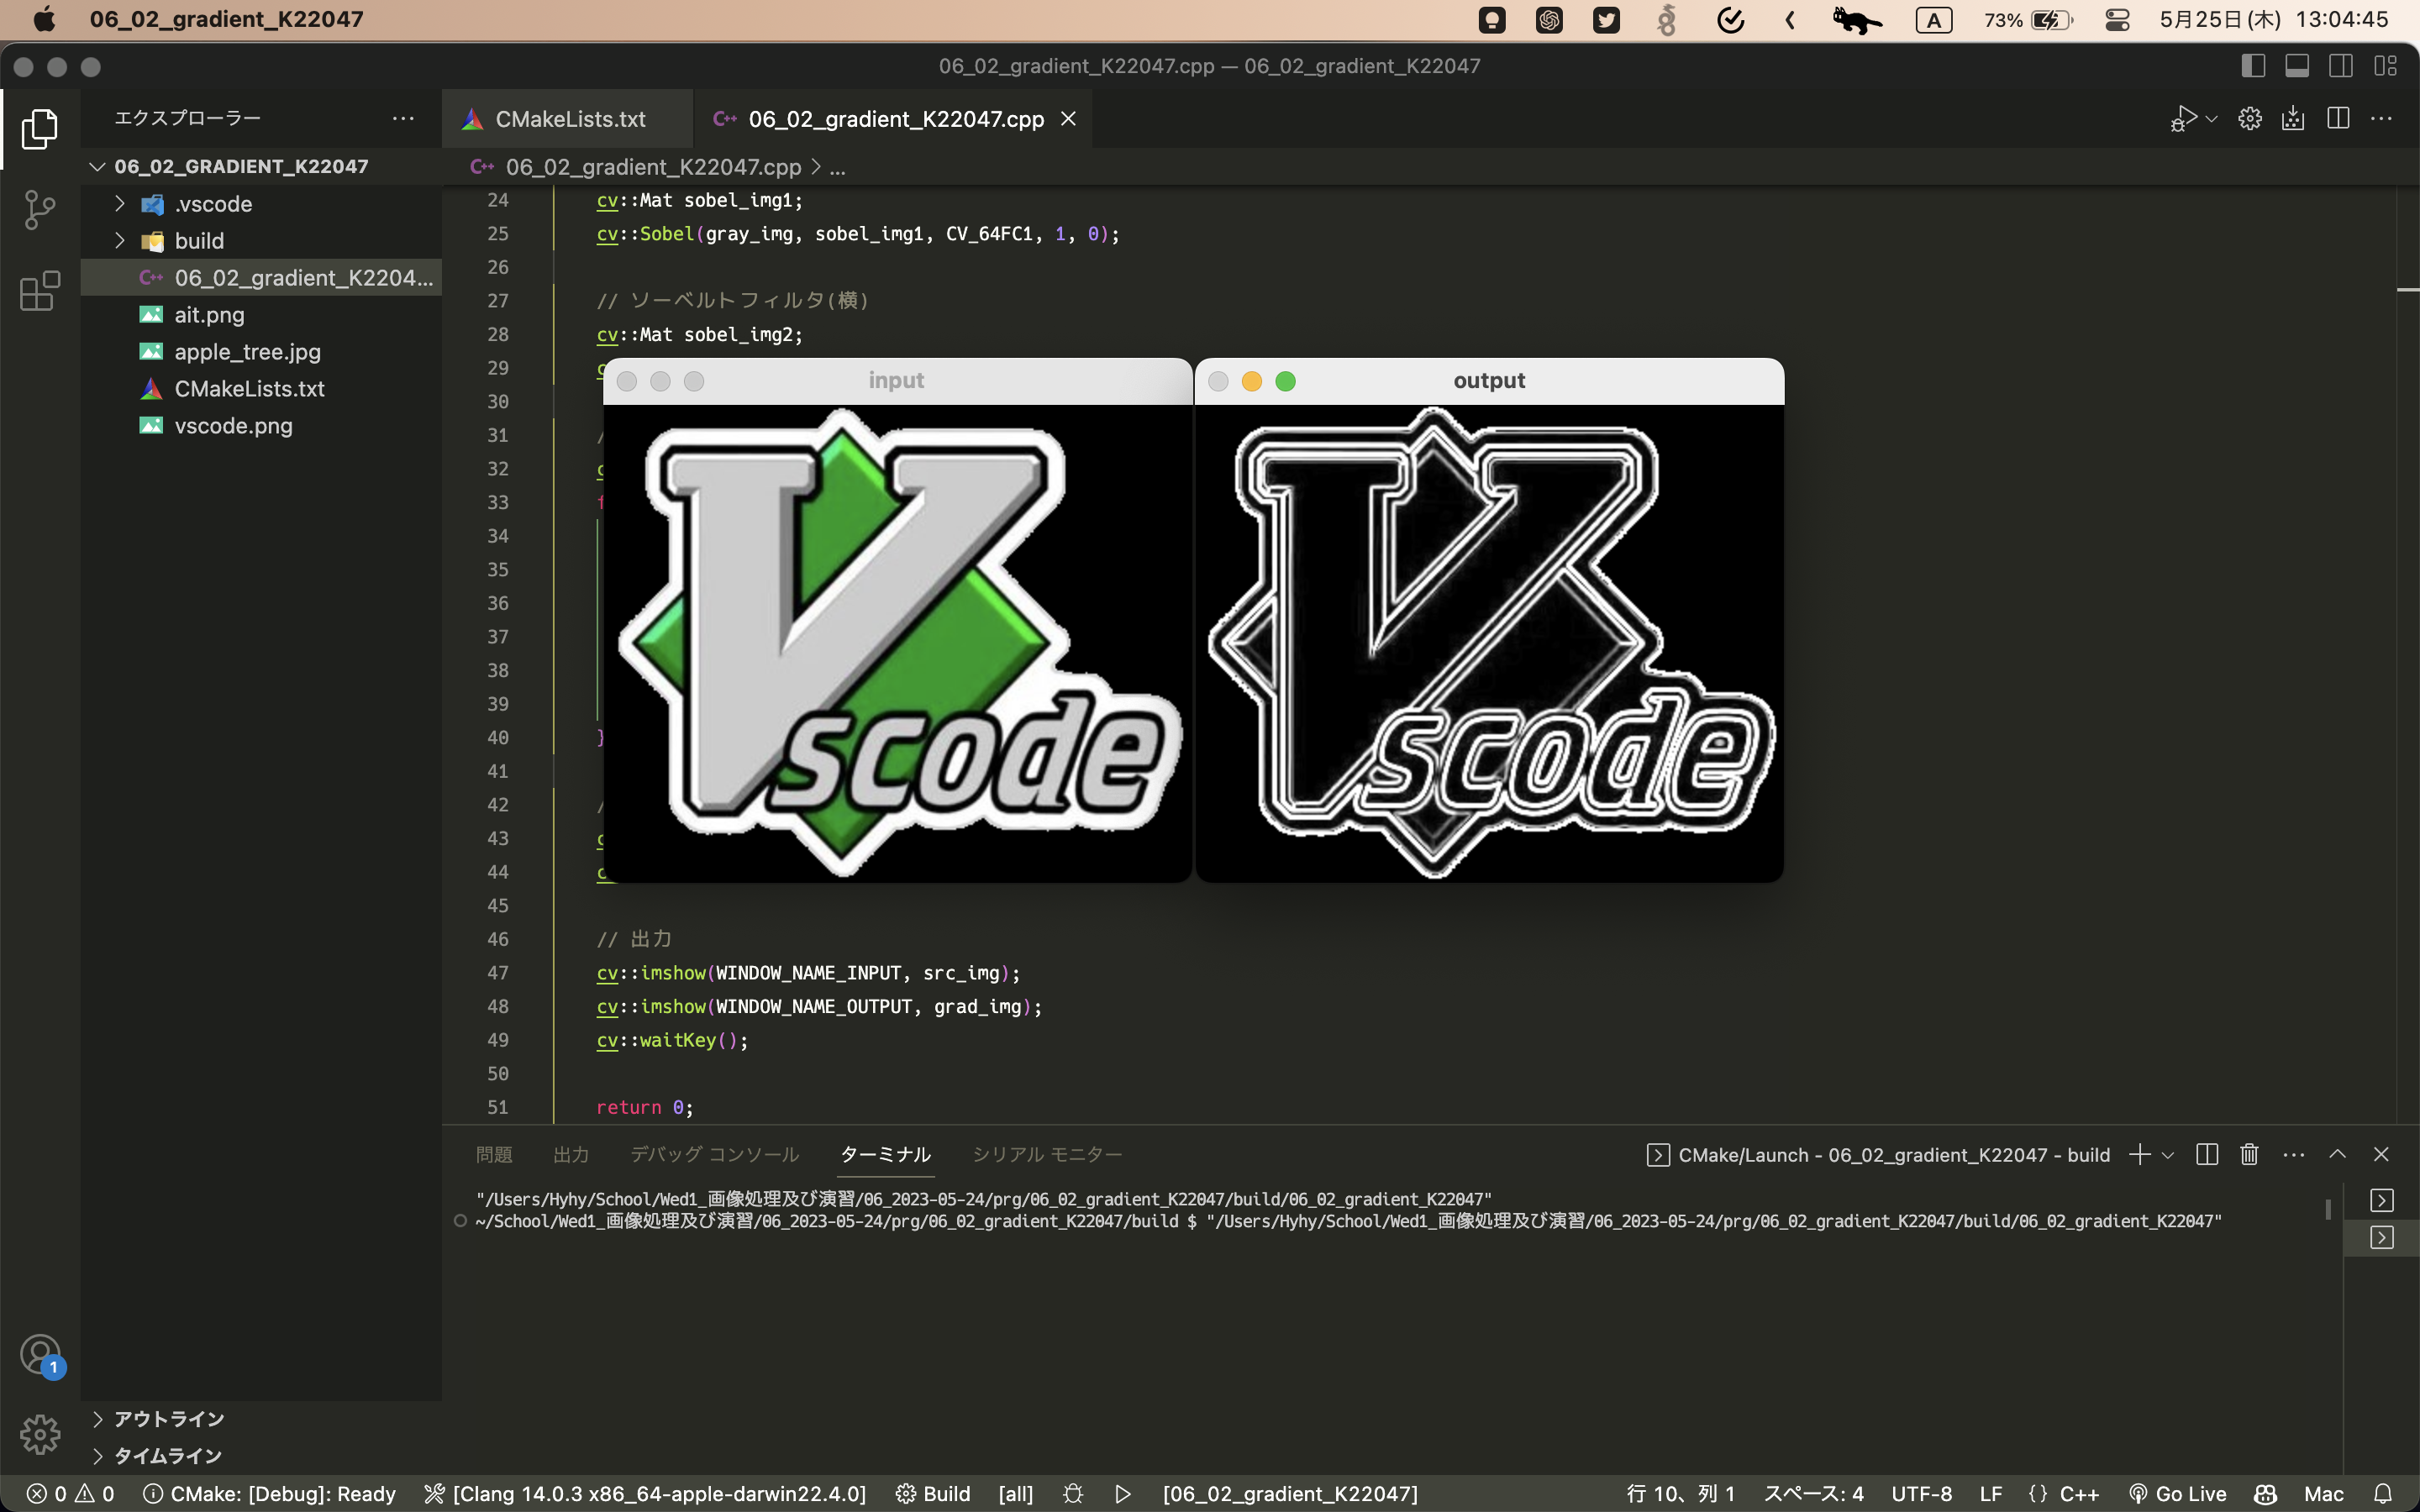 06_02_gradient_K22047
A
73%
5月25日(木) 13:04:45
06_02_gradient_K22047.cpp — 06_02_gradient_K22047
エクスプローラー
06_02_GRADIENT_K22047
.vscode
build
06_02_gradient_K2204...
ait.png
apple_tree.jpg
CMakeLists.txt
vscode.png
アウトライン
タイムライン
1
CMakeLists.txt
06_02_gradient_K22047.cpp
06_02_gradient_K22047.cpp > ...
24 cv::Mat sobel_img1;
25 cv::Sobel(gray_img, sobel_img1, CV_64FC1, 1, 0);
26
27 // ソーベルトフィルタ(横)
28 cv::Mat sobel_img2;
29
30
31
32
33
34
35
36
37
38
39
40 }
41
42
43
44
45
46 // 出力
47 cv::imshow(WINDOW_NAME_INPUT, src_img);
48 cv::imshow(WINDOW_NAME_OUTPUT, grad_img);
49 cv::waitKey();
50
51 return 0;
input
Vscode
output
Vscode
問題 出力 デバッグ コンソール ターミナル シリアル モニター
CMake/Launch - 06_02_gradient_K22047 - build
"/Users/Hyhy/School/Wed1_画像処理及び演習/06_2023-05-24/prg/06_02_gradient_K22047/build/06_02_gradient_K22047"
~/School/Wed1_画像処理及び演習/06_2023-05-24/prg/06_02_gradient_K22047/build $ "/Users/Hyhy/School/Wed1_画像処理及び演習/06_2023-05-24/prg/06_02_gradient_K22047/build/06_02_gradient_K22047"
0 0 CMake: [Debug]: Ready [Clang 14.0.3 x86_64-apple-darwin22.4.0] Build [all] [06_02_gradient_K22047] 行 10、列 1 スペース: 4 UTF-8 LF {} C++ Go Live Mac